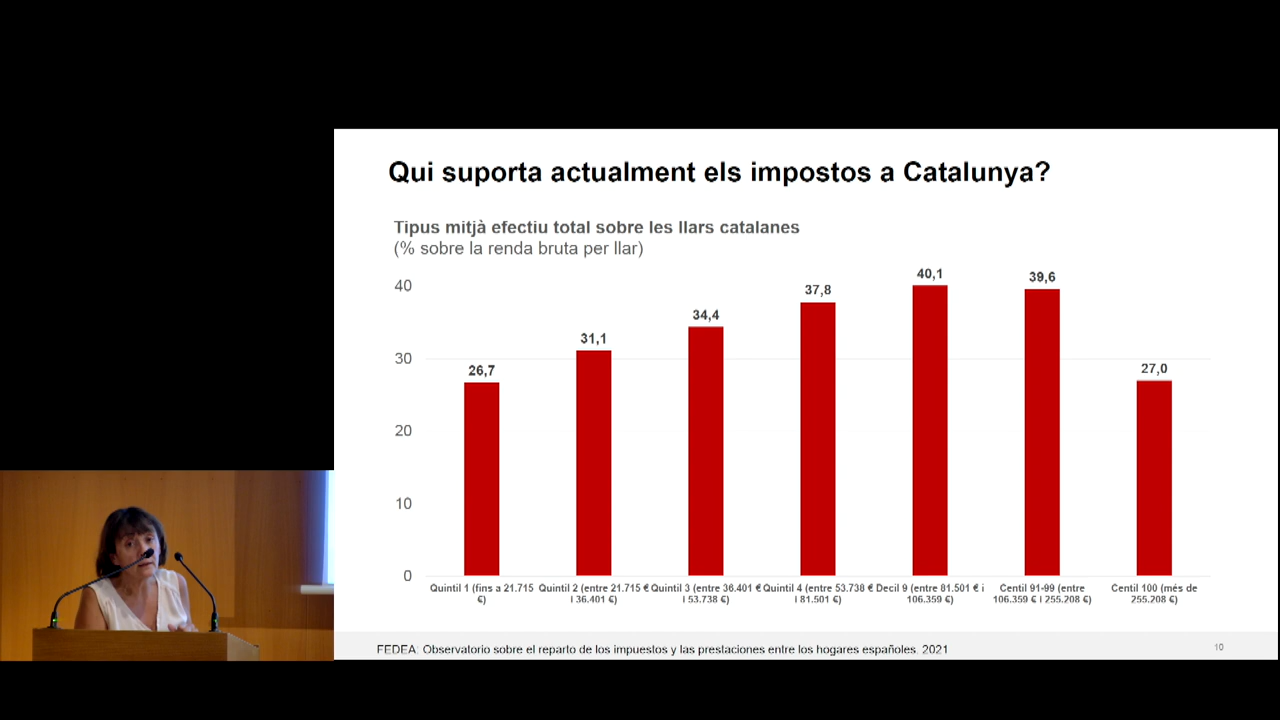 Qui suporta actualment els impostos a Catalunya?
Tipus mitjà efectiu total sobre les llars catalanes
(% sobre la renda bruta per llar)
40
30
20
10
0
26,7
31,1
34,4
37,8
40,1
39,6
27,0
Quintil 1 (fins a 21.715
€)
Quintil 2 (entre 21.715 €
i 36.401 €)
Quintil 3 (entre 36.401 €
i 53.738 €)
Quintil 4 (entre 53.738 €
i 81.501 €)
Decil 9 (entre 81.501 € i
106.359 €)
Centil 91-99 (entre
106.359 € i 255.208 €)
Centil 100 (més de
255.208 €)
FEDEA: Observatorio sobre el reparto de los impuestos y las prestaciones entre los hogares españoles. 2021
10